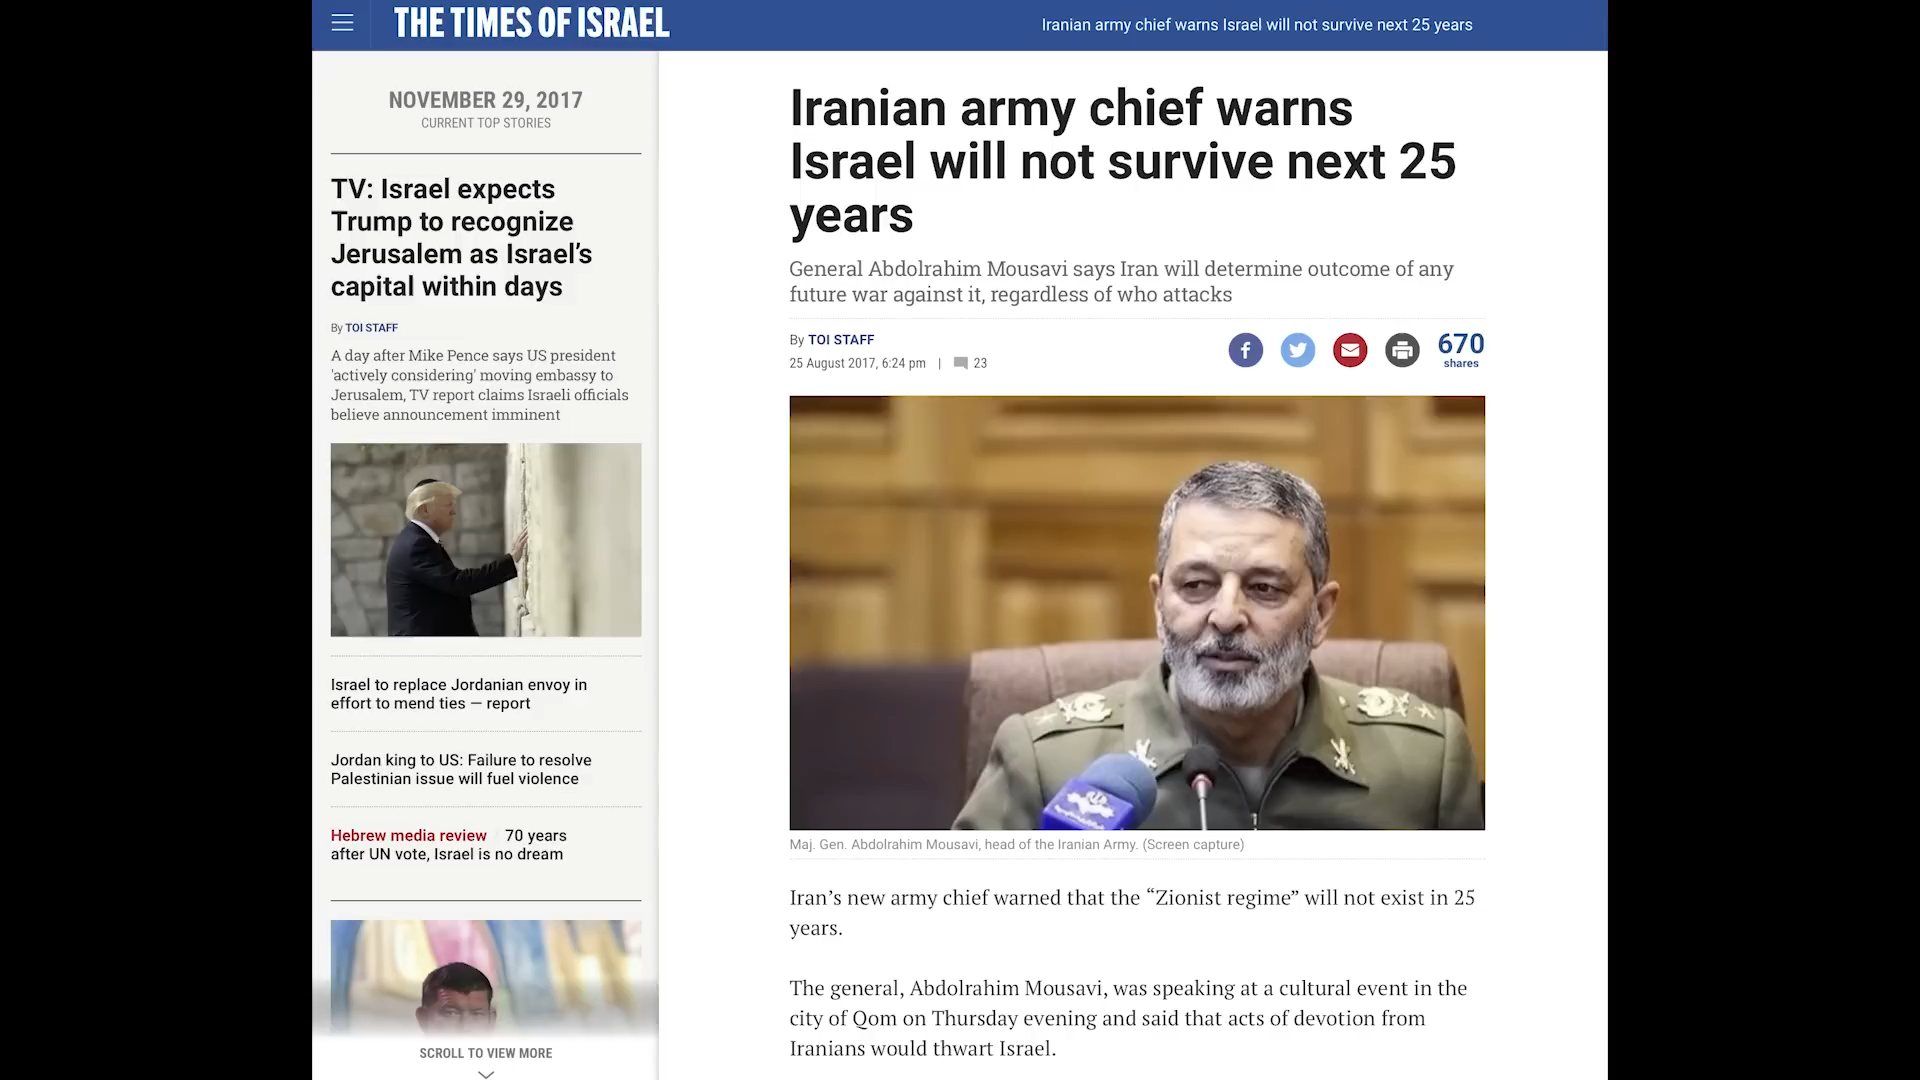 THE TIMES OF ISRAEL
Iranian army chief warns Israel will not survive next 25 years
NOVEMBER 29, 2017
CURRENT TOP STORIES
TV: Israel expects
Trump to recognize
Jerusalem as Israel's
capital within days
By TOI STAFF
A day after Mike Pence says US president
'actively considering' moving embassy to
Jerusalem, TV report claims Israeli officials
believe announcement imminent
Israel to replace Jordanian envoy in
effort to mend ties — report
Jordan king to US: Failure to resolve
Palestinian issue will fuel violence
Hebrew media review 70 years
after UN vote, Israel is no dream
SCROLL TO VIEW MORE
Iranian army chief warns
Israel will not survive next 25
years
General Abdolrahim Mousavi says Iran will determine outcome of any
future war against it, regardless of who attacks
By TOI STAFF
25 August 2017, 6:24 pm | 23
670
shares
Maj. Gen. Abdolrahim Mousavi, head of the Iranian Army. (Screen capture)
Iran's new army chief warned that the “Zionist regime” will not exist in 25
years.
The general, Abdolrahim Mousavi, was speaking at a cultural event in the
city of Qom on Thursday evening and said that acts of devotion from
Iranians would thwart Israel.